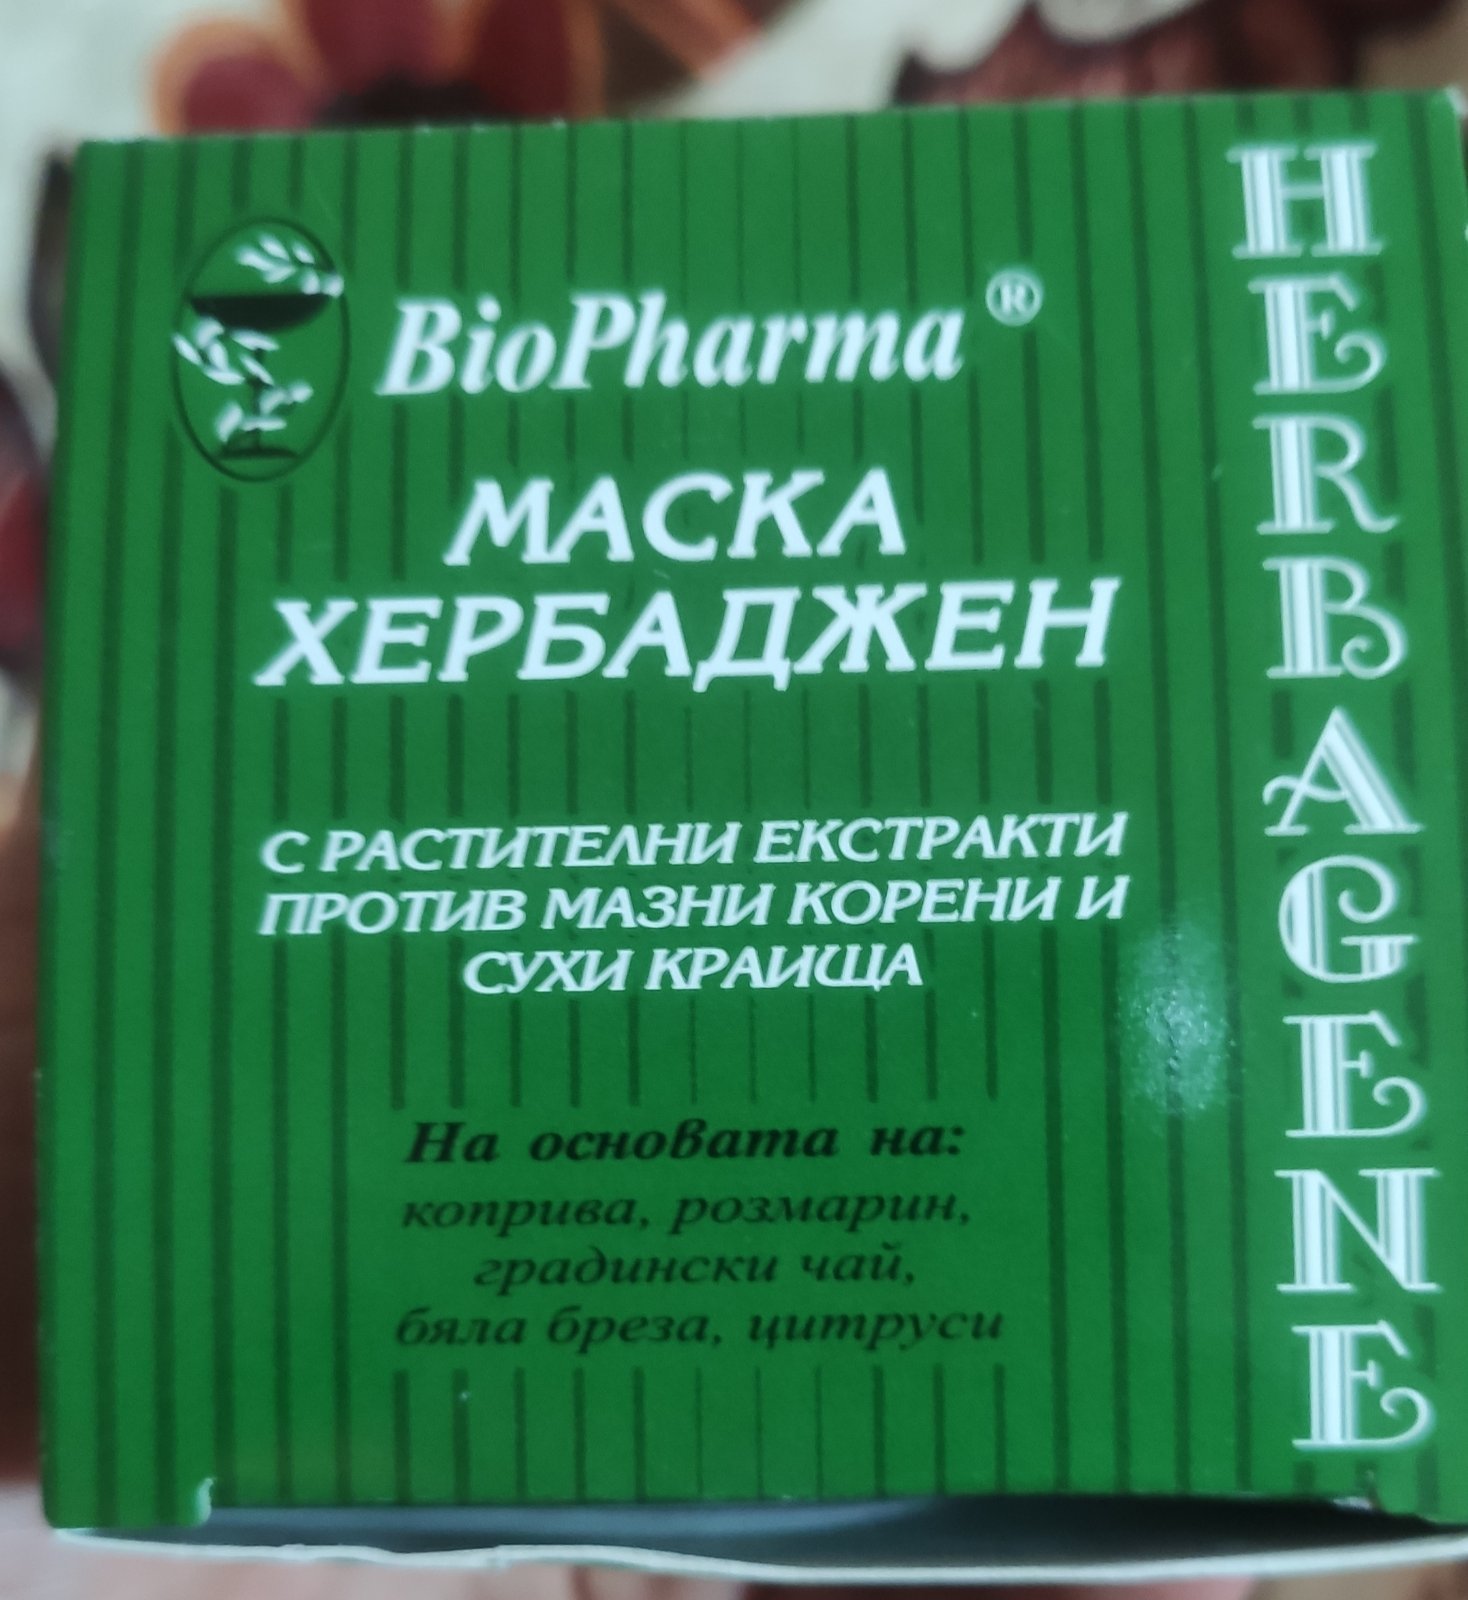 BioPharma®
МАСКА
ХЕРБАДЖЕН
С РАСТИТЕЛНИ ЕКСТРАКТИ
ПРОТИВ МАЗНИ КОРЕНИ И
СУХИ КРАИЩА
На основата на:
коприва, розмарин,
градински чай,
бяла бреза, цитруси
HERBAGENE